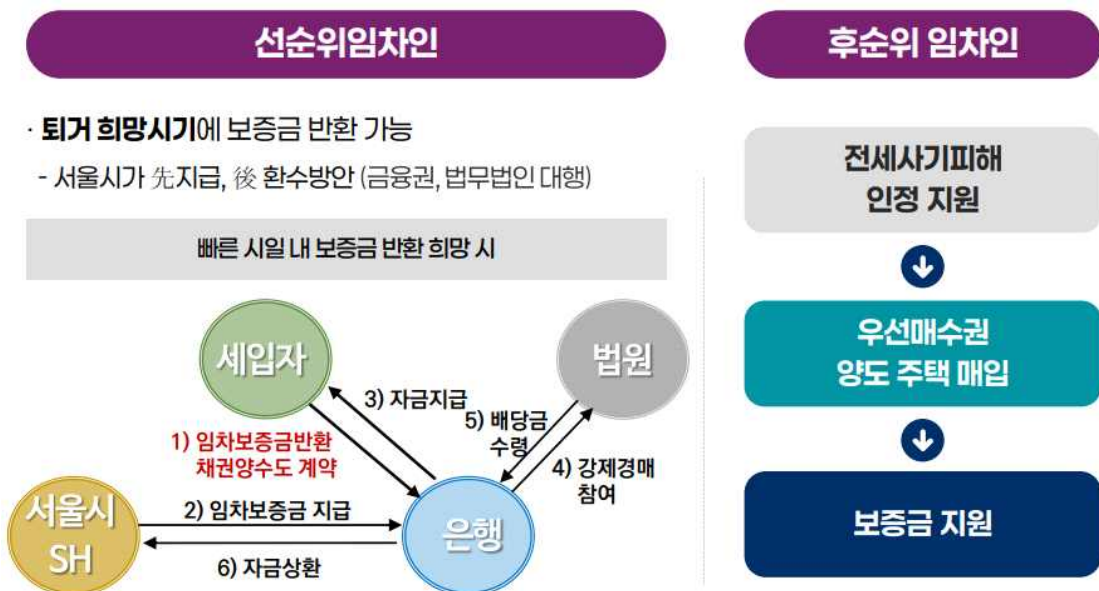 선순위임차인
· 퇴거 희망시기에 보증금 반환 가능
- 서울시가 先지급, 後 환수방안 (금융권, 법무법인 대행)
빠른 시일 내 보증금 반환 희망 시
세입자
법원
3) 자금지급
5) 배당금
수령
1) 임차보증금반환
채권양수도 계약
4) 강제경매
참여
서울시
SH
2) 임차보증금 지급
은행
6) 자금상환
후순위 임차인
전세사기피해
인정 지원
우선매수권
양도 주택 매입
보증금 지원